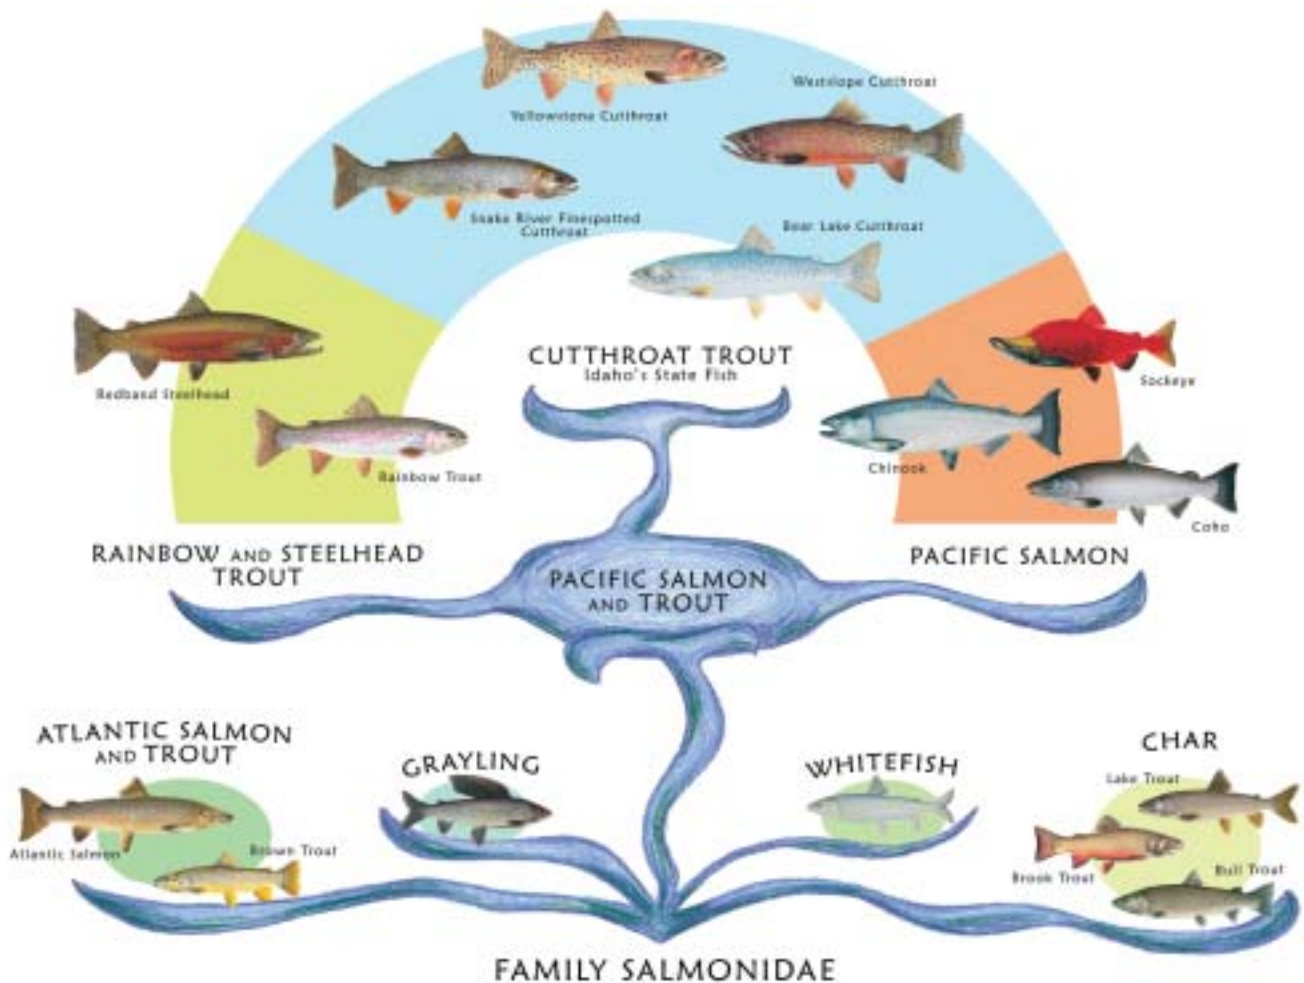 Yellowstone Cutthroat
Westslope Cutthroat
Snake River Finespotted
Cutthroat
Bear Lake Cutthroat
CUTTHROAT TROUT
Idaho's State Fish
Redband Steelhead
Rainbow Trout
Sockeye
Chinook
Coho
RAINBOW AND STEELHEAD
TROUT
PACIFIC SALMON
AND TROUT
PACIFIC SALMON
ATLANTIC SALMON
AND TROUT
Atlantic Salmon
Brown Trout
GRAYLING
WHITEFISH
CHAR
Lake Trout
Brook Trout
Bull Trout
FAMILY SALMONIDAE